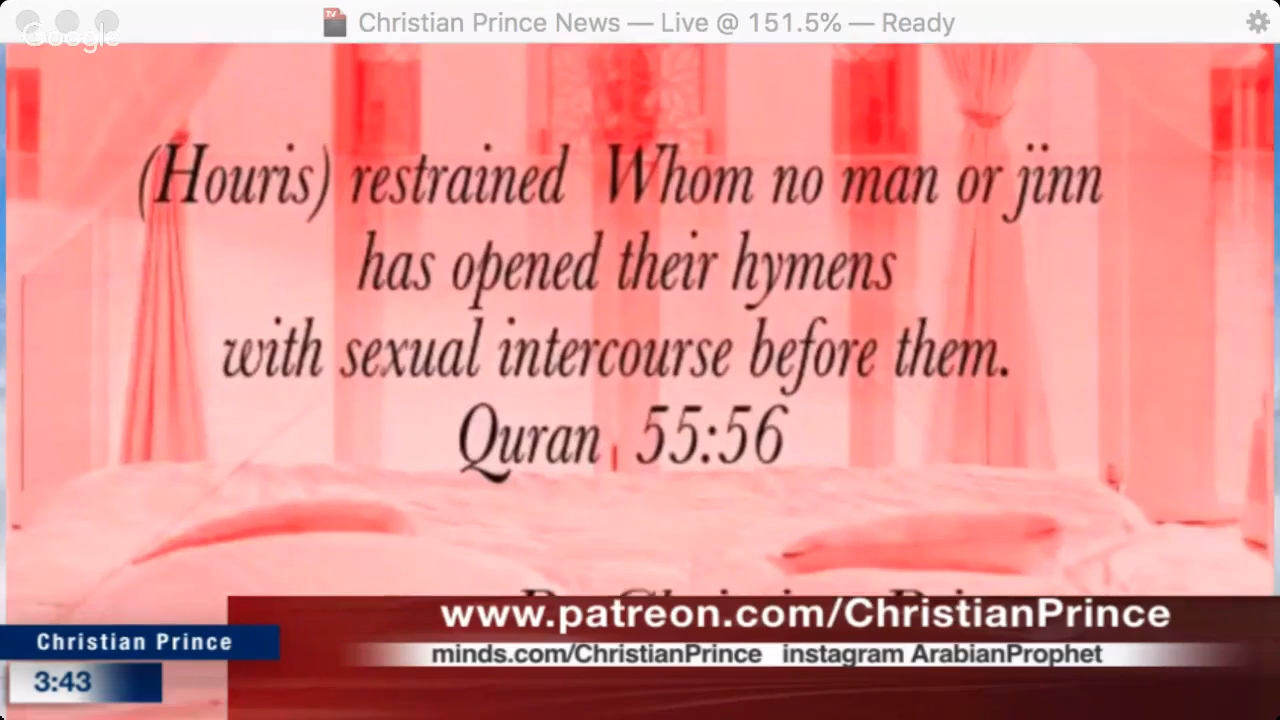 Christian Prince News — Live @ 151.5% — Ready
Google
(Houris) restrained Whom no man or jinn
has opened their hymens
with sexual intercourse before them.
Quran 55:56
www.patreon.com/ChristianPrince
Christian Prince
minds.com/ChristianPrince instagram ArabianProphet
3:43